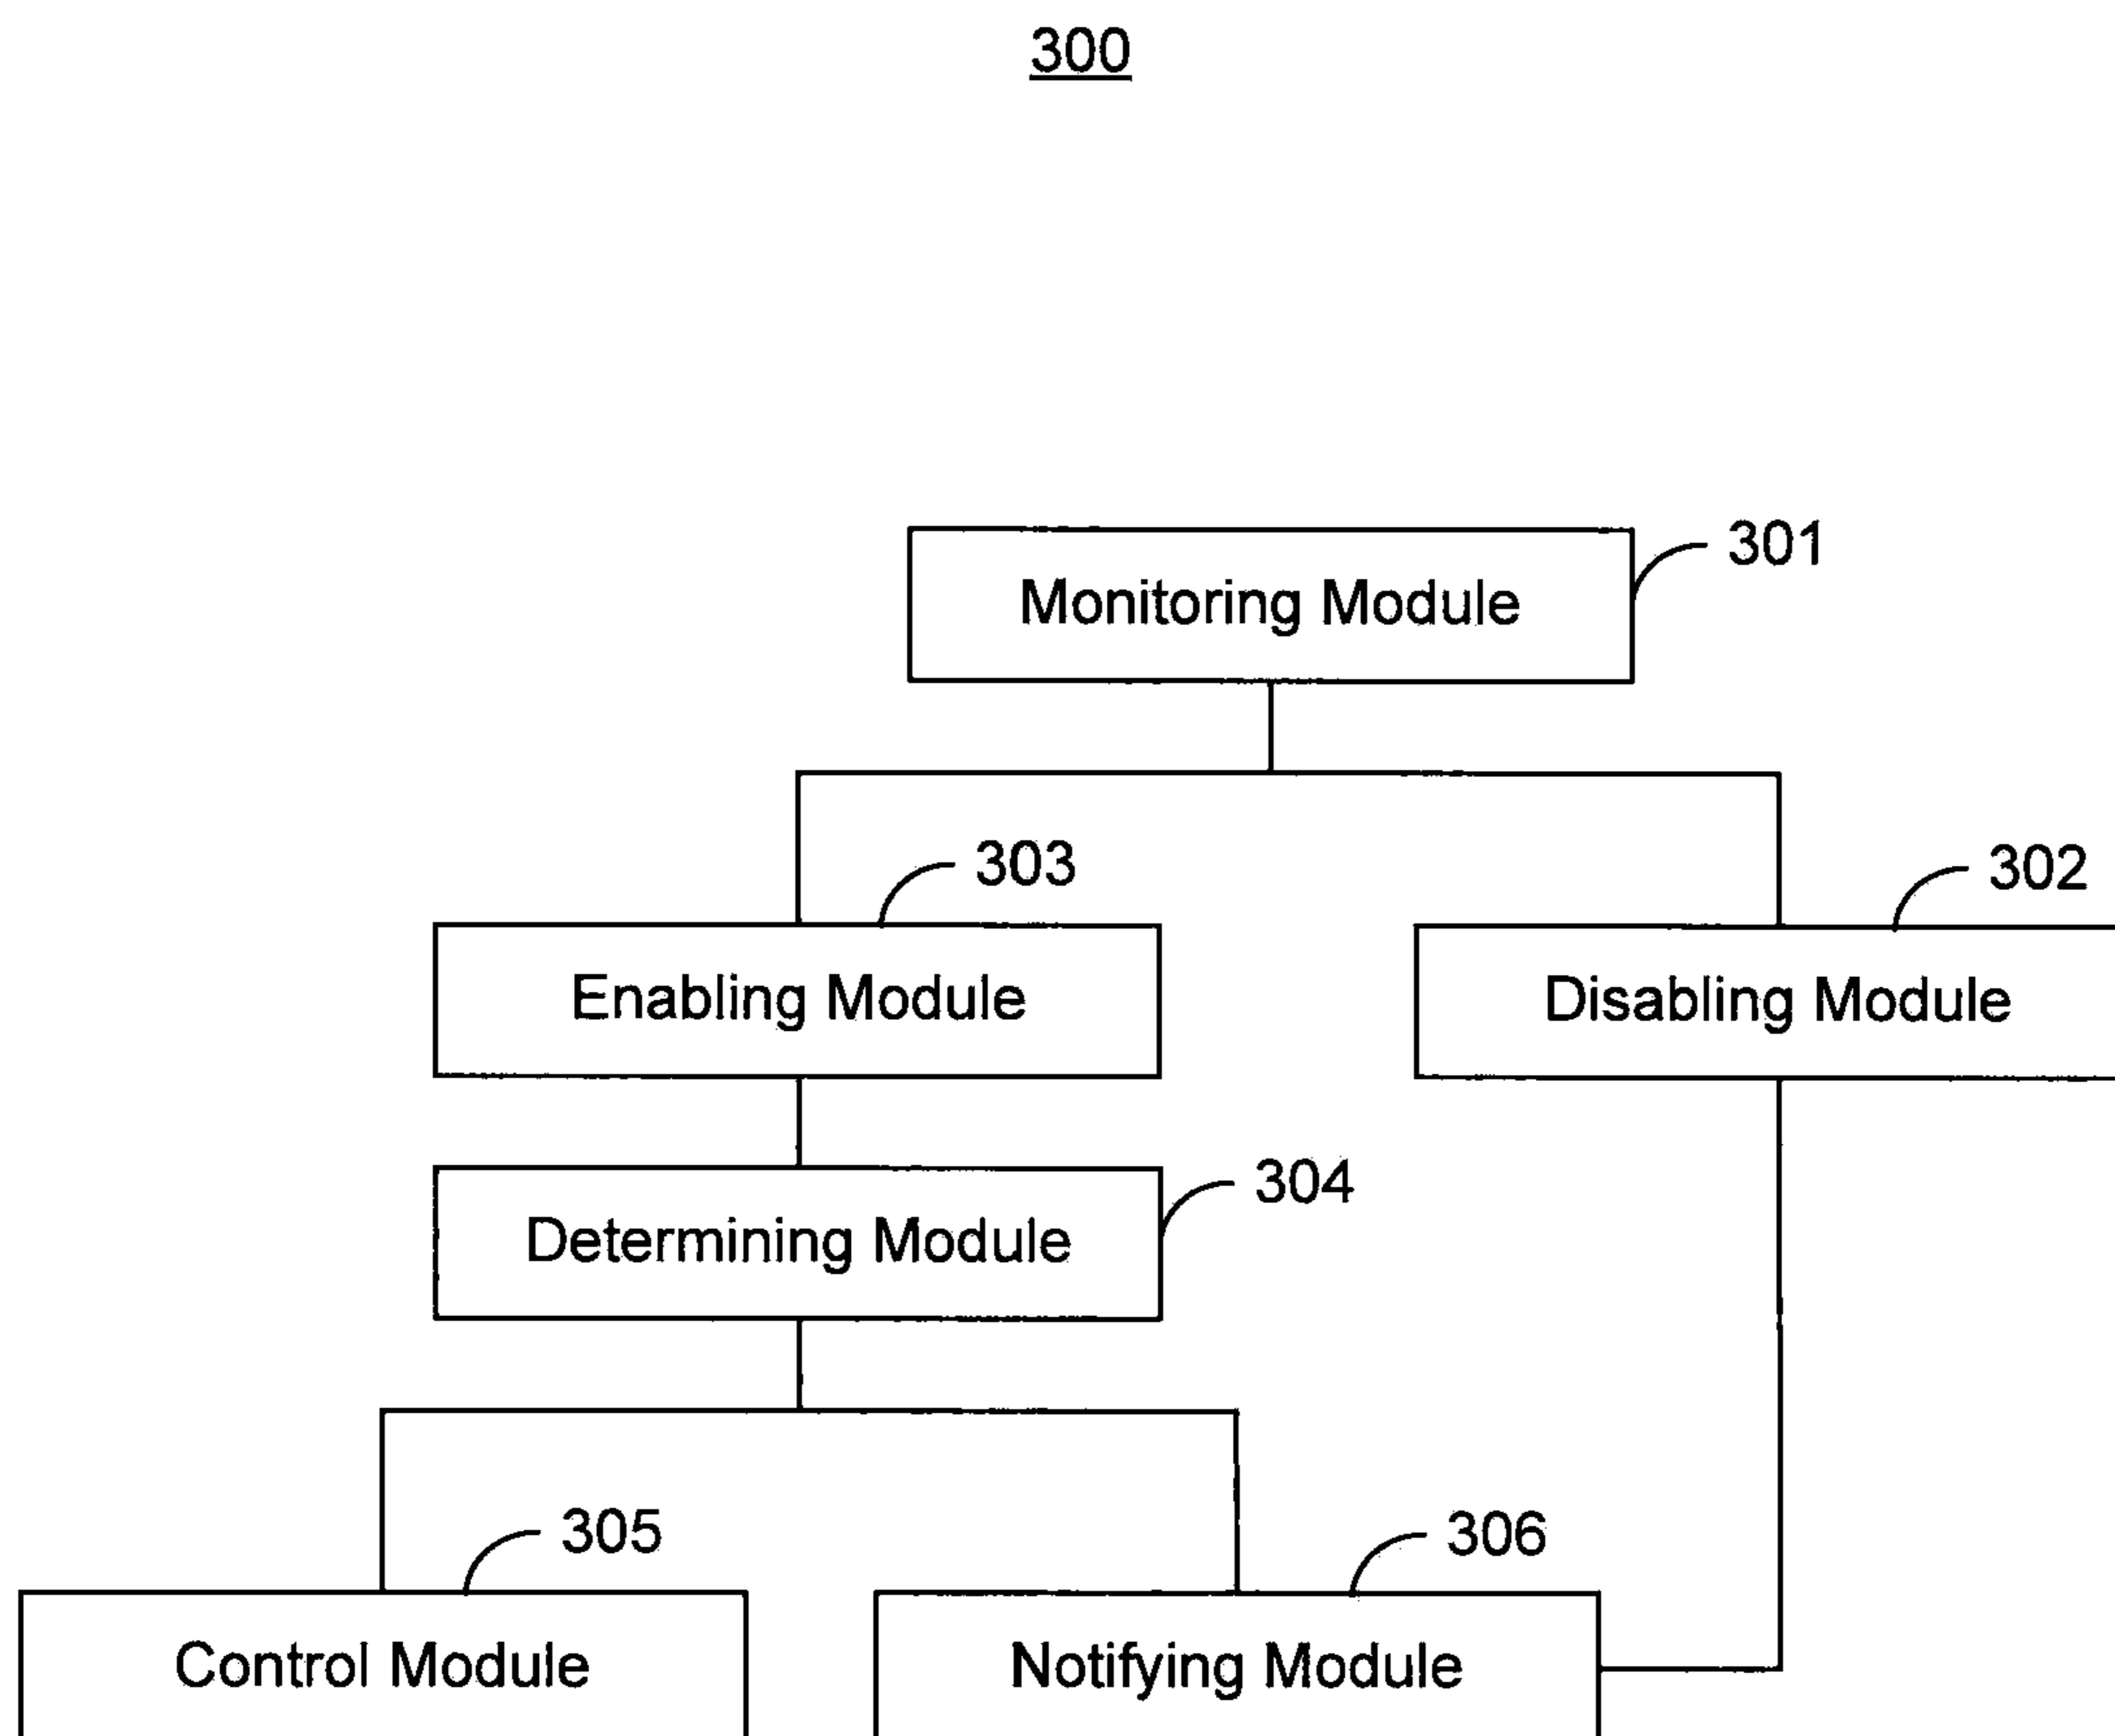 300
301
Monitoring Module
303
302
Enabling Module
Disabling Module
304
Determining Module
305
306
Control Module
Notifying Module